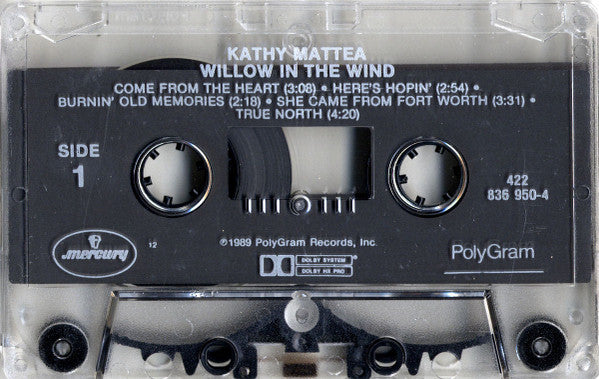 KATHY MATTEA
WILLOW IN THE WIND
COME FROM THE HEART (3:08) • HERE'S HOPIN' (2:54) •
BURNIN' OLD MEMORIES (2:18) • SHE CAME FROM FORT WORTH (3:31) •
TRUE NORTH (4:20)
SIDE
1
422
836 950-4
mercury
12
℗1989 PolyGram Records, Inc.
DOLBY SYSTEM
DOLBY HX PRO
PolyGram